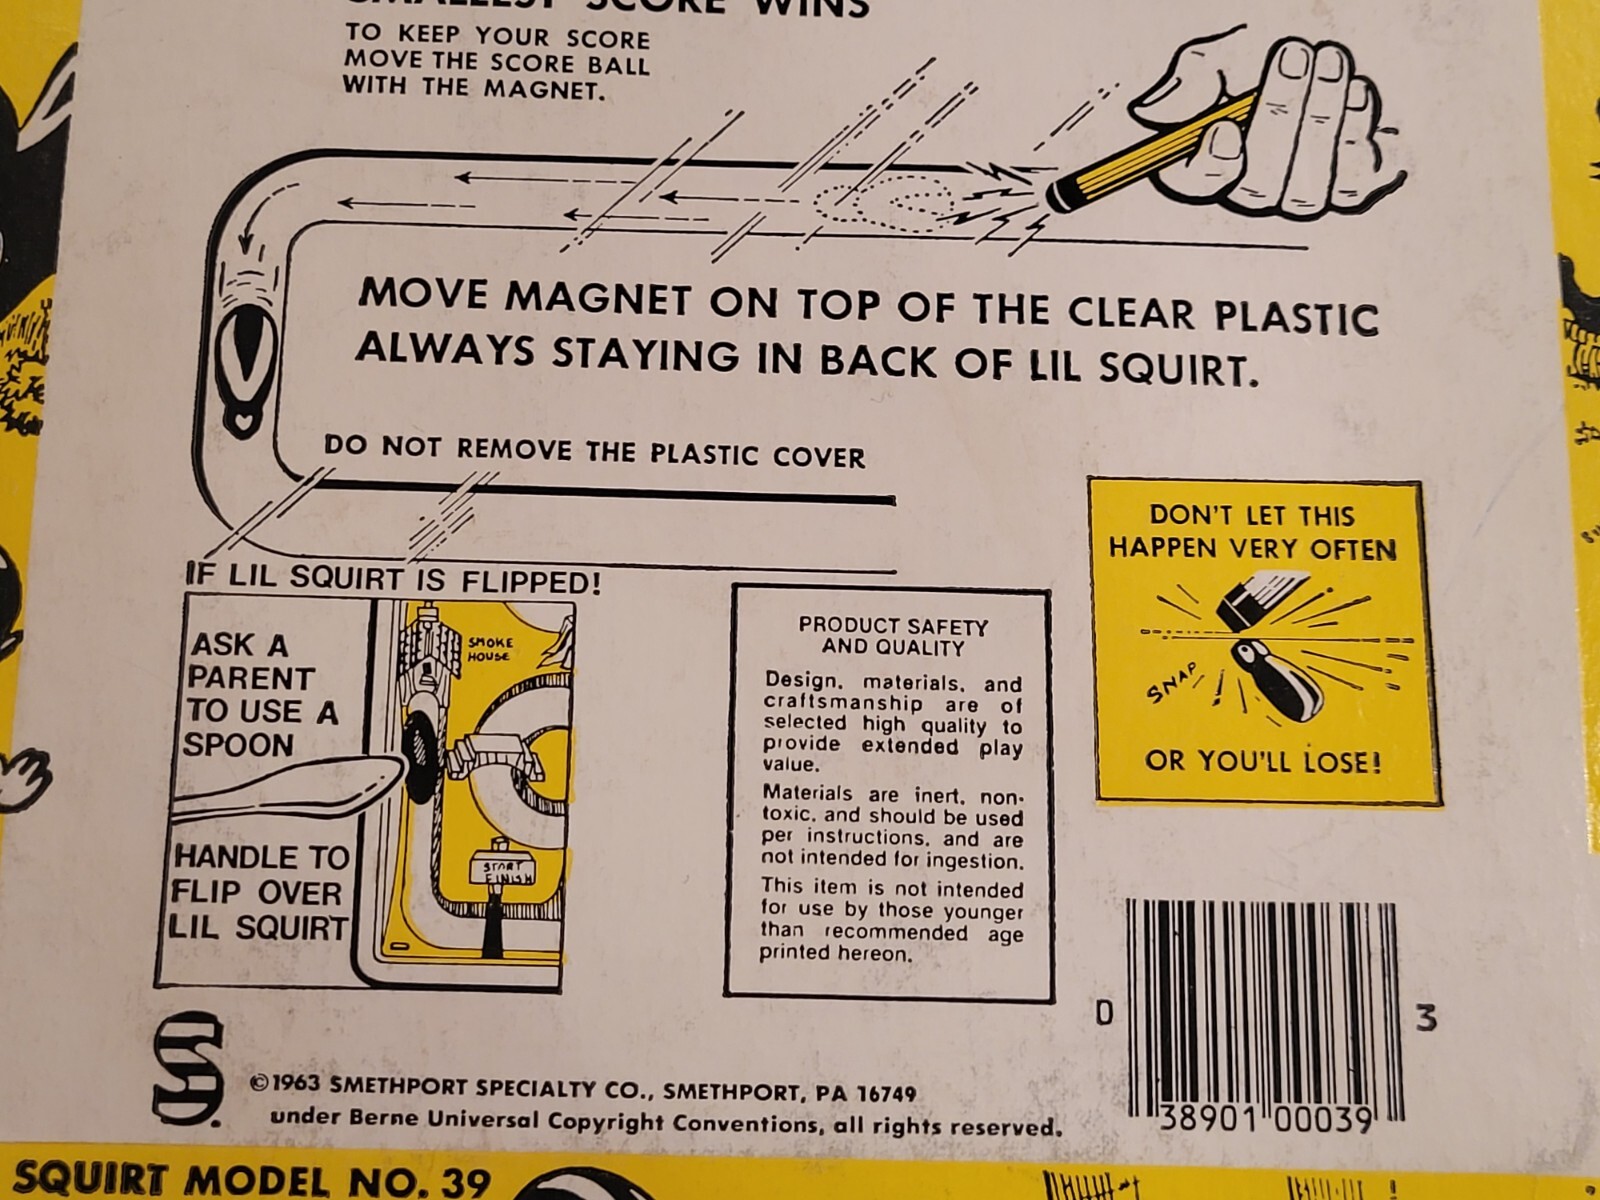 SMALLEST SCORE WINS
TO KEEP YOUR SCORE
MOVE THE SCORE BALL
WITH THE MAGNET.
MOVE MAGNET ON TOP OF THE CLEAR PLASTIC
ALWAYS STAYING IN BACK OF LIL SQUIRT.
DO NOT REMOVE THE PLASTIC COVER
IF LIL SQUIRT IS FLIPPED!
ASK A
PARENT
TO USE A
SPOON
HANDLE TO
FLIP OVER
LIL SQUIRT
SMOKE
HOUSE
START
FINISH
PRODUCT SAFETY
AND QUALITY
Design, materials, and
craftsmanship are of
selected high quality to
provide extended play
value.
Materials are inert, non-
toxic, and should be used
per instructions, and are
not intended for ingestion.
This item is not intended
for use by those younger
than recommended age
printed hereon.
DON'T LET THIS
HAPPEN VERY OFTEN
SNAP
OR YOU'LL LOSE!
0 38901 00039 3
S
©1963 SMETHPORT SPECIALTY CO., SMETHPORT, PA 16749
under Berne Universal Copyright Conventions, all rights reserved.
SQUIRT MODEL NO. 39